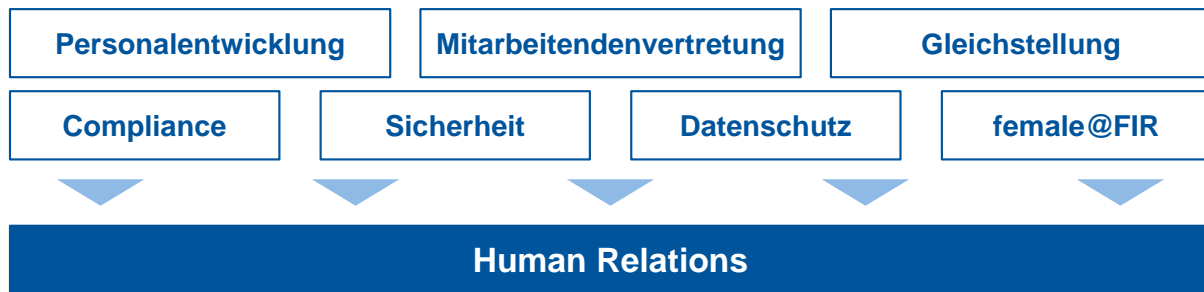 Personalentwicklung Mitarbeitendenvertretung Gleichstellung
Compliance Sicherheit Datenschutz female@FIR
Human Relations